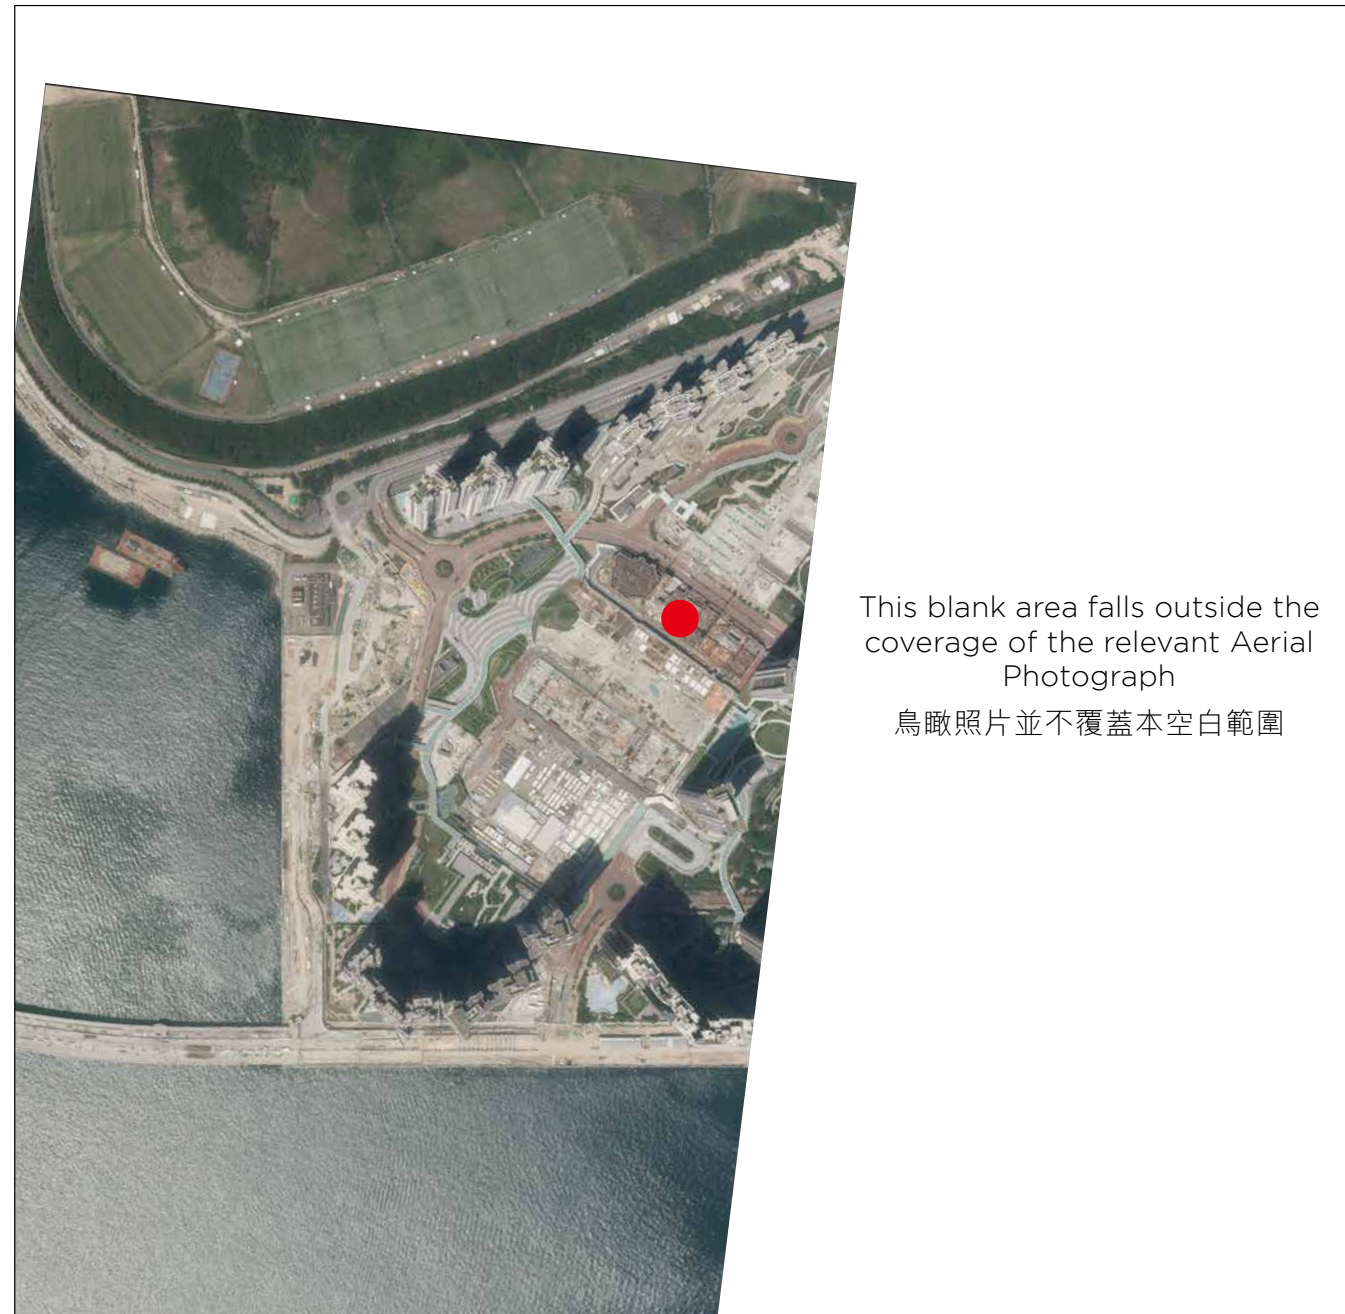 This blank area falls outside the
coverage of the relevant Aerial
Photograph
鳥瞰照片並不覆蓋本空白範圍